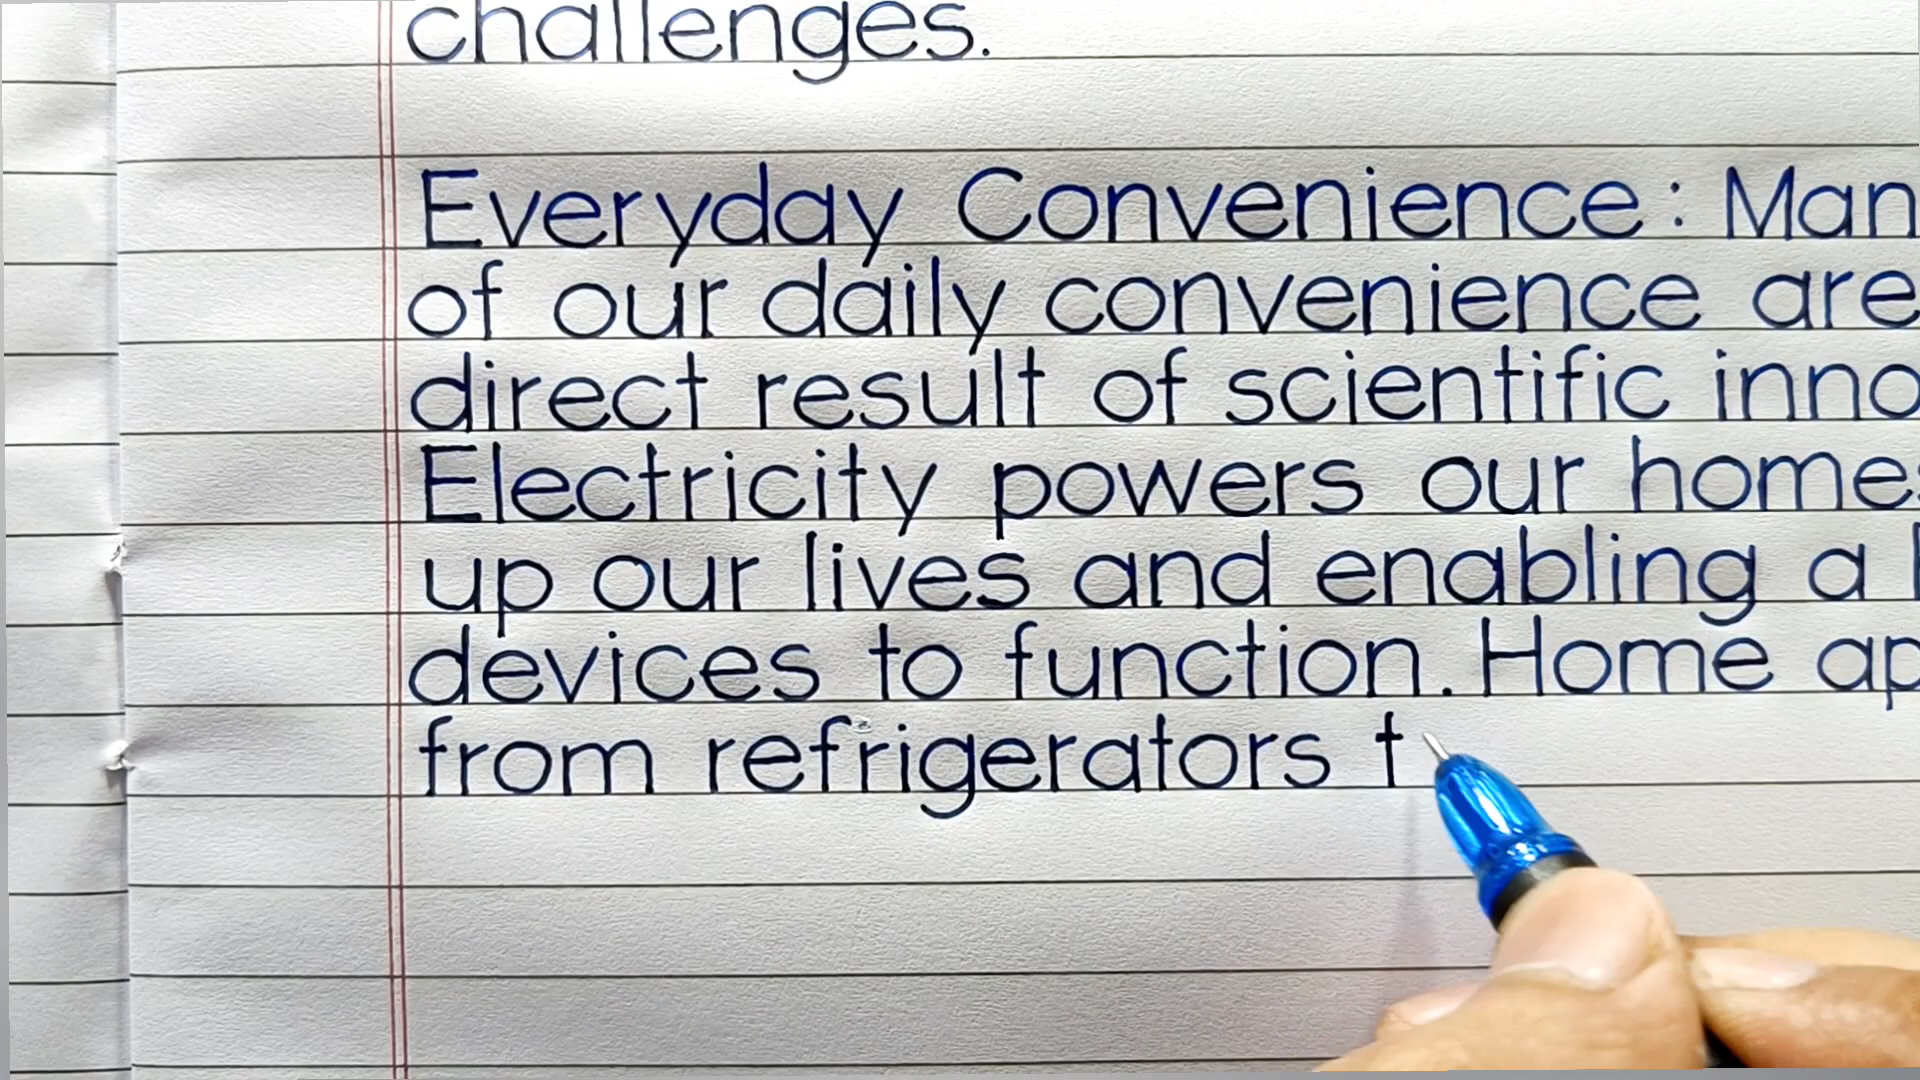 challenges.
Everyday Convenience: Man
of our daily convenience are
direct result of scientific inno
Electricity powers our homes
up our lives and enabling a
devices to function. Home ap
from refrigerators t